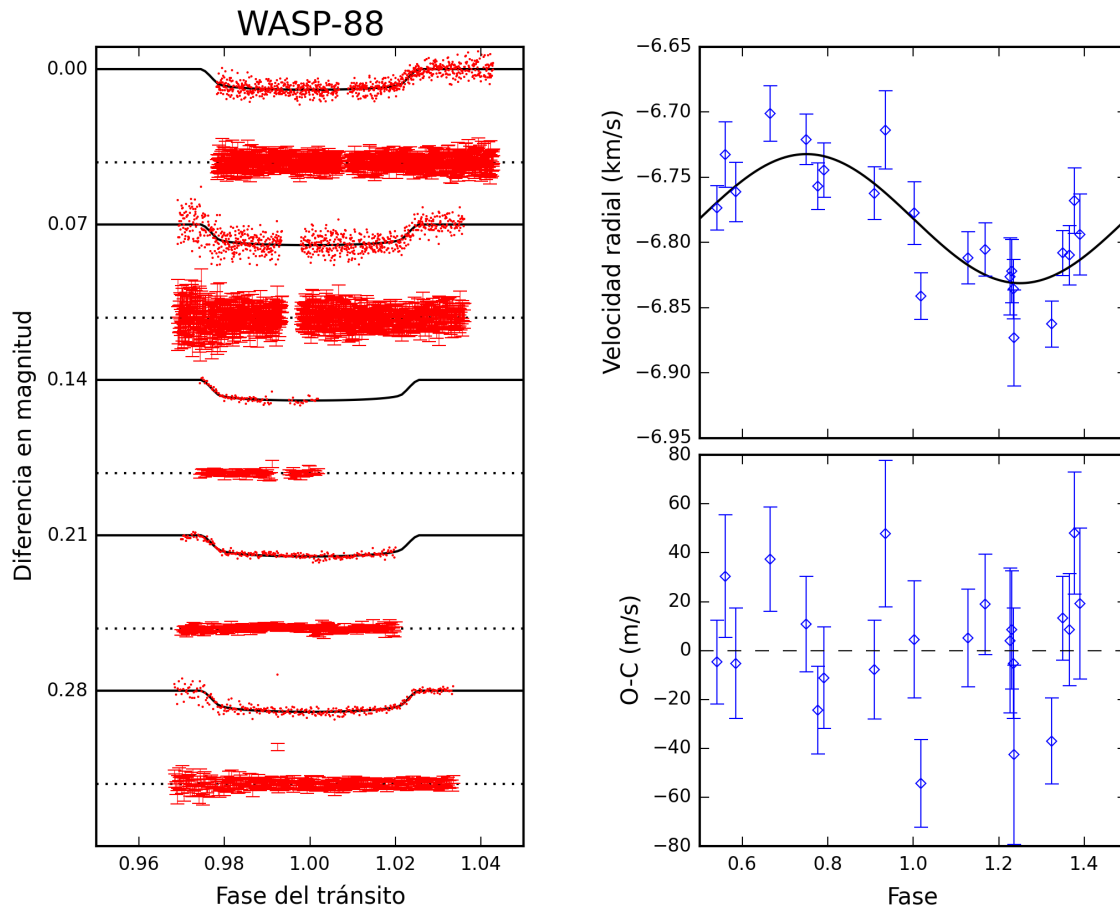 WASP-88
Diferencia en magnitud
0.00
0.07
0.14
0.21
0.28
0.96 0.98 1.00 1.02 1.04
Fase del tránsito
Velocidad radial (km/s)
−6.65
−6.70
−6.75
−6.80
−6.85
−6.90
−6.95
O-C (m/s)
80
60
40
20
0
−20
−40
−60
−80
0.6 0.8 1.0 1.2 1.4
Fase